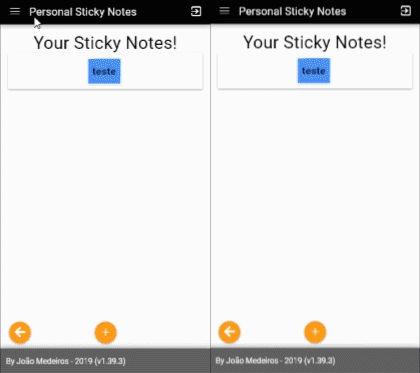 Personal Sticky Notes
Your Sticky Notes!
teste
By João Medeiros - 2019 (v1.39.3)
Personal Sticky Notes
Your Sticky Notes!
teste
By João Medeiros - 2019 (v1.39.3)